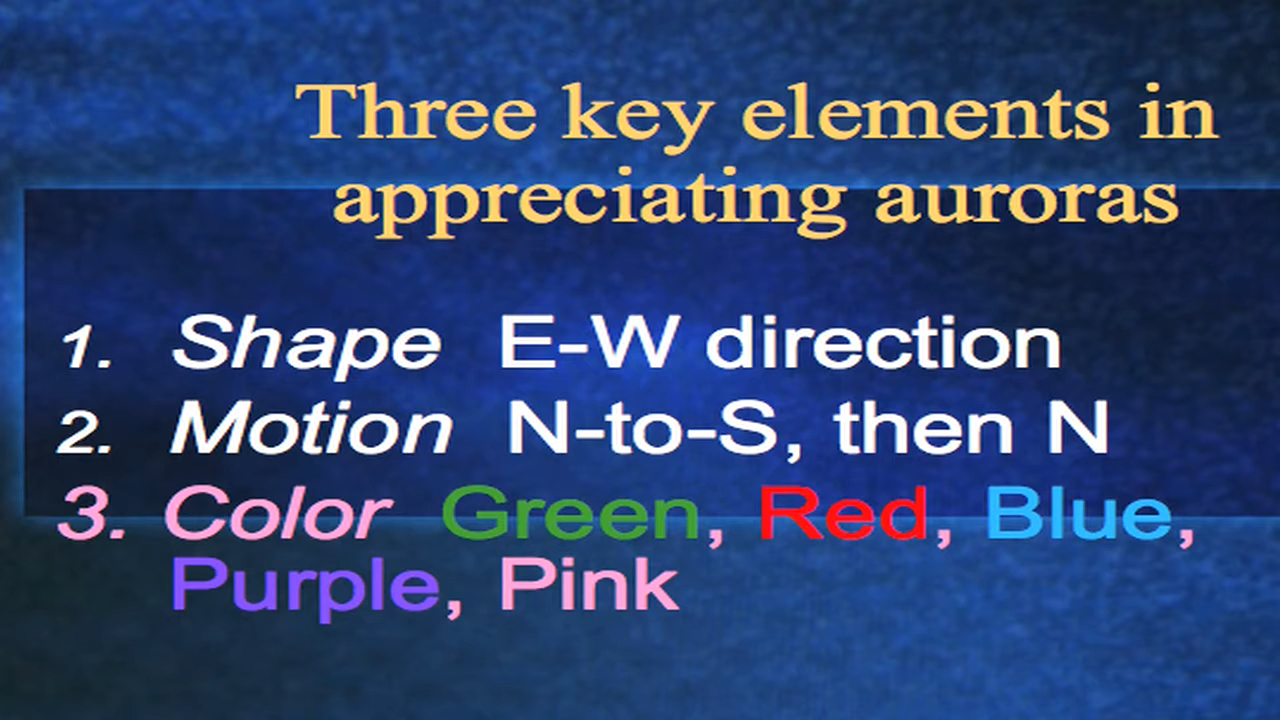 Three key elements in
appreciating auroras
1. Shape E-W direction
2. Motion N-to-S, then N
3. Color Green, Red, Blue,
Purple, Pink